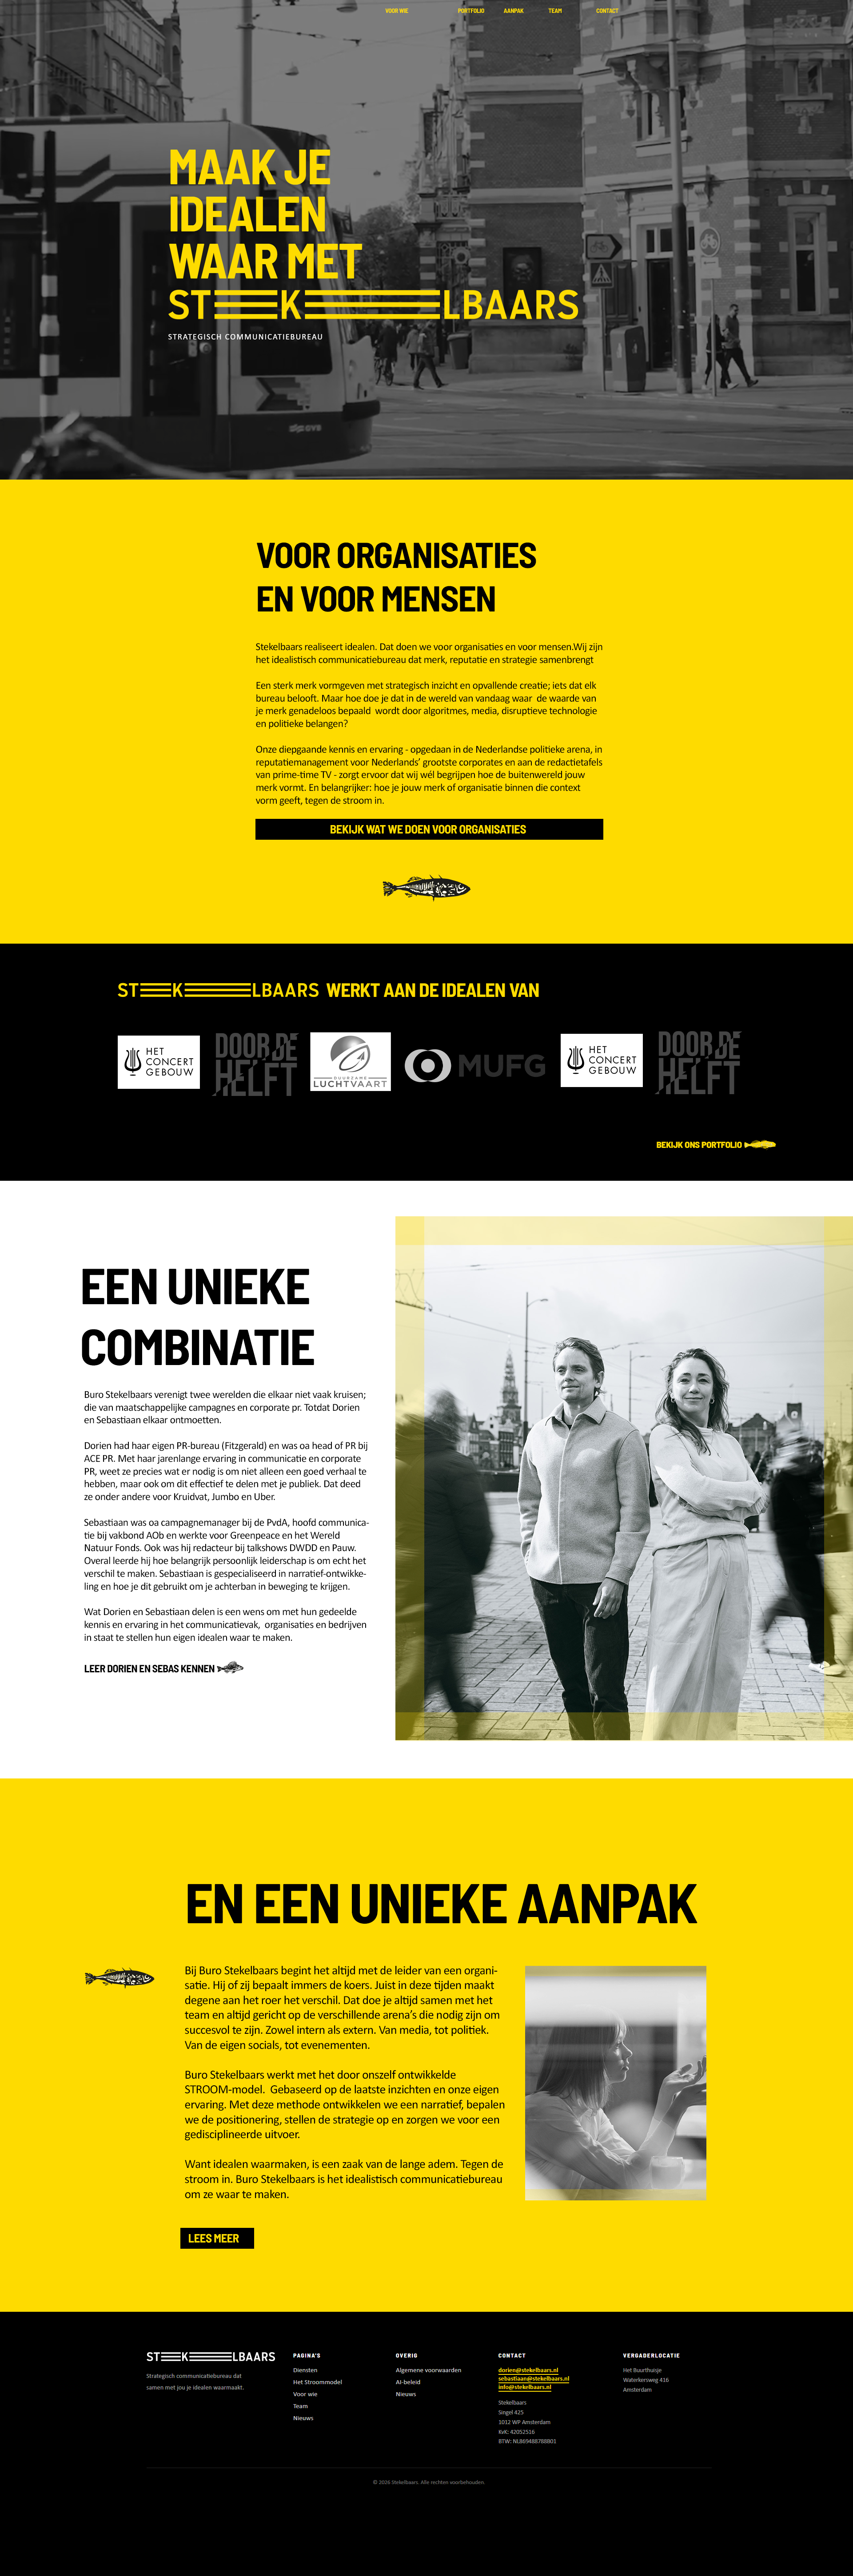 VOOR WIE PORTFOLIO AANPAK TEAM CONTACT
MAAK JE
IDEALEN
WAAR MET
STEKELBAARS
STRATEGISCH COMMUNICATIEBUREAU
VOOR ORGANISATIES
EN VOOR MENSEN
Stekelbaars realiseert idealen. Dat doen we voor organisaties en voor mensen.Wij zijn
het idealistisch communicatiebureau dat merk, reputatie en strategie samenbrengt
Een sterk merk vormgeven met strategisch inzicht en opvallende creatie; iets dat elk
bureau belooft. Maar hoe doe je dat in de wereld van vandaag waar  de waarde van
je merk genadeloos bepaald  wordt door algoritmes, media, disruptieve technologie
en politieke belangen?
Onze diepgaande kennis en ervaring - opgedaan in de Nederlandse politieke arena, in
reputatiemanagement voor Nederlands’ grootste corporates en aan de redactietafels
van prime-time TV - zorgt ervoor dat wij wél begrijpen hoe de buitenwereld jouw
merk vormt. En belangrijker: hoe je jouw merk of organisatie binnen die context
vorm geeft, tegen de stroom in.
BEKIJK WAT WE DOEN VOOR ORGANISATIES
STEKELBAARS WERKT AAN DE IDEALEN VAN
HET
CONCERT
GEBOUW
DOOR DE
HELFT
DUURZAME
LUCHTVAART
MUFG
HET
CONCERT
GEBOUW
DOOR DE
HELFT
BEKIJK ONS PORTFOLIO
EEN UNIEKE
COMBINATIE
Buro Stekelbaars verenigt twee werelden die elkaar niet vaak kruisen;
die van maatschappelijke campagnes en corporate pr. Totdat Dorien
en Sebastiaan elkaar ontmoetten.
Dorien had haar eigen PR-bureau (Fitzgerald) en was oa head of PR bij
ACE PR. Met haar jarenlange ervaring in communicatie en corporate
PR, weet ze precies wat er nodig is om niet alleen een goed verhaal te
hebben, maar ook om dit effectief te delen met je publiek. Dat deed
ze onder andere voor Kruidvat, Jumbo en Uber.
Sebastiaan was oa campagnemanager bij de PvdA, hoofd communica-
tie bij vakbond AOb en werkte voor Greenpeace en het Wereld
Natuur Fonds. Ook was hij redacteur bij talkshows DWDD en Pauw.
Overal leerde hij hoe belangrijk persoonlijk leiderschap is om echt het
verschil te maken. Sebastiaan is gespecialiseerd in narratief-ontwikke-
ling en hoe je dit gebruikt om je achterban in beweging te krijgen.
Wat Dorien en Sebastiaan delen is een wens om met hun gedeelde
kennis en ervaring in het communicatievak,  organisaties en bedrijven
in staat te stellen hun eigen idealen waar te maken.
LEER DORIEN EN SEBAS KENNEN
EN EEN UNIEKE AANPAK
Bij Buro Stekelbaars begint het altijd met de leider van een organi-
satie. Hij of zij bepaalt immers de koers. Juist in deze tijden maakt
degene aan het roer het verschil. Dat doe je altijd samen met het
team en altijd gericht op de verschillende arena’s die nodig zijn om
succesvol te zijn. Zowel intern als extern. Van media, tot politiek.
Van de eigen socials, tot evenementen.
Buro Stekelbaars werkt met het door onszelf ontwikkelde
STROOM-model.  Gebaseerd op de laatste inzichten en onze eigen
ervaring. Met deze methode ontwikkelen we een narratief, bepalen
we de positionering, stellen de strategie op en zorgen we voor een
gedisciplineerde uitvoer.
Want idealen waarmaken, is een zaak van de lange adem. Tegen de
stroom in. Buro Stekelbaars is het idealistisch communicatiebureau
om ze waar te maken.
LEES MEER
STEKELBAARS
Strategisch communicatiebureau dat
samen met jou je idealen waarmaakt.
PAGINA'S
Diensten
Het Stroommodel
Voor wie
Team
Nieuws
OVERIG
Algemene voorwaarden
AI-beleid
Nieuws
CONTACT
dorien@stekelbaars.nl
sebastiaan@stekelbaars.nl
info@stekelbaars.nl
Stekelbaars
Singel 425
1012 WP Amsterdam
KvK: 42052516
BTW: NL869488788B01
VERGADERLOCATIE
Het Buurthuisje
Waterkersweg 416
Amsterdam
© 2026 Stekelbaars. Alle rechten voorbehouden.